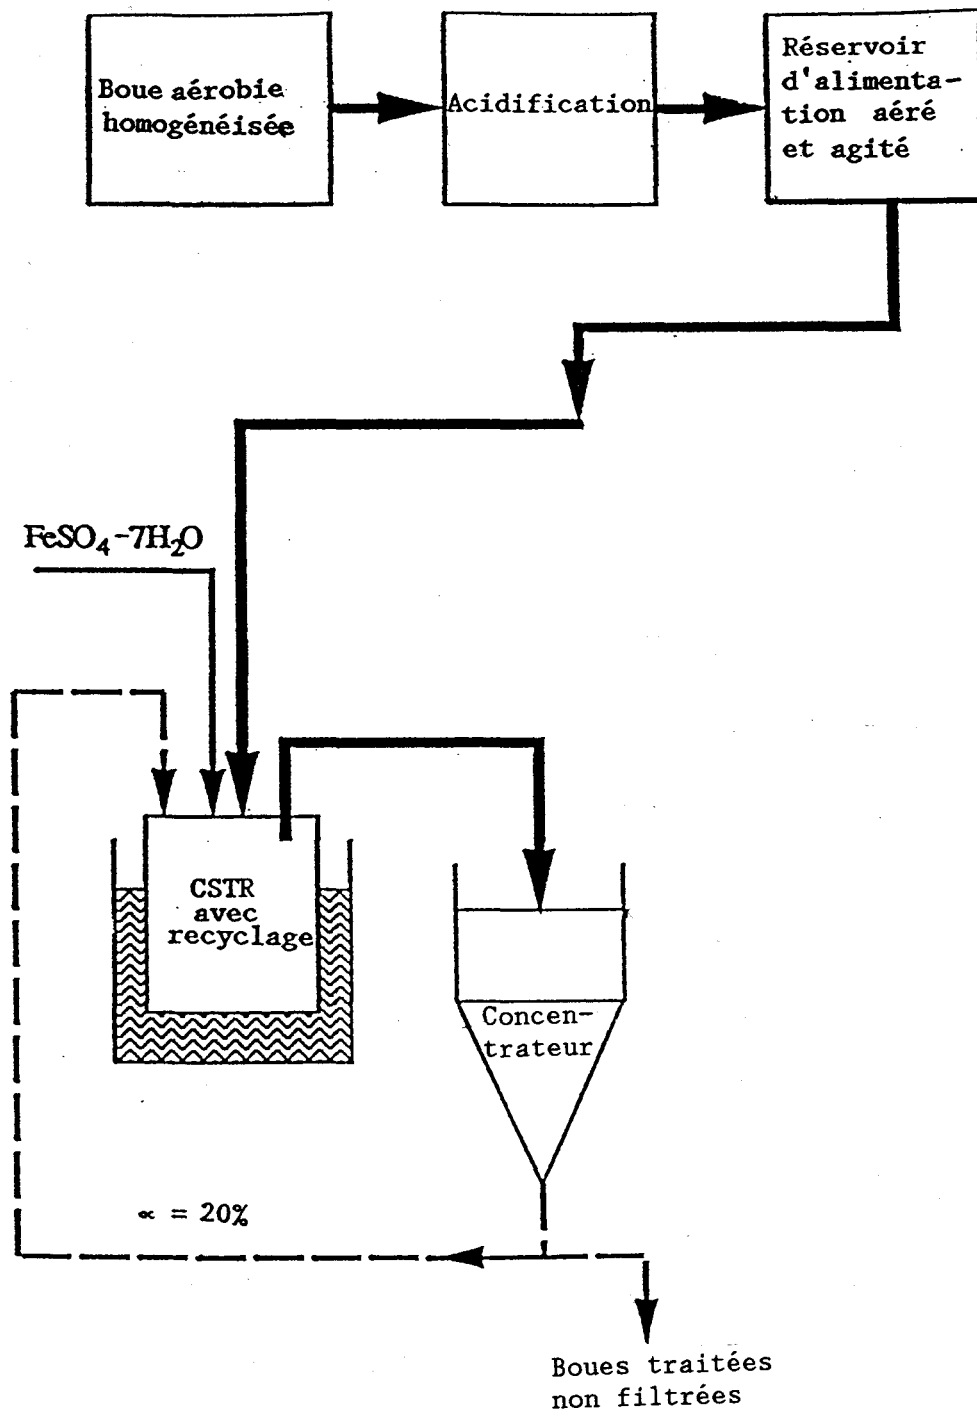 Boue aérobie
homogénéisée
Acidification
Réservoir
d'alimenta-
tion aéré
et agité
FeSO₄-7H₂O
CSTR
avec
recyclage
Concen-
trateur
∝ = 20%
Boues traitées
non filtrées